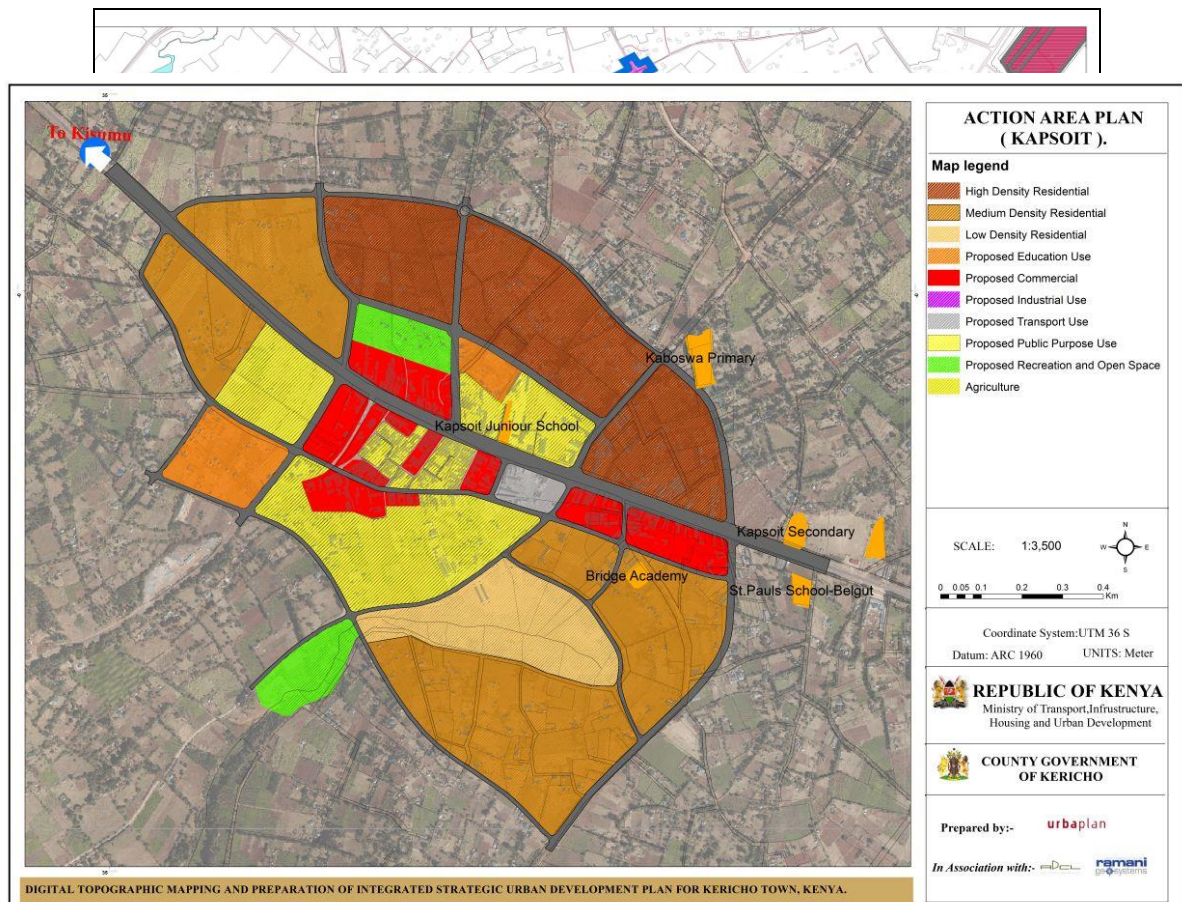 To Kisumu
Kaboswa Primary
Kapsoit Juniour School
Kapsoit Secondary
Bridge Academy
St.Pauls School-Belgut
ACTION AREA PLAN
( KAPSOIT ).
Map legend
High Density Residential
Medium Density Residential
Low Density Residential
Proposed Education Use
Proposed Commercial
Proposed Industrial Use
Proposed Transport Use
Proposed Public Purpose Use
Proposed Recreation and Open Space
Agriculture
SCALE: 1:3,500
N
W E
S
0 0.05 0.1 0.2 0.3 0.4
Km
Coordinate System:UTM 36 S
Datum: ARC 1960 UNITS: Meter
REPUBLIC OF KENYA
Ministry of Transport,Infrustructure,
Housing and Urban Development
COUNTY GOVERNMENT
OF KERICHO
Prepared by:- urbaplan
In Association with:- ADCL ramani
geosystems
DIGITAL TOPOGRAPHIC MAPPING AND PREPARATION OF INTEGRATED STRATEGIC URBAN DEVELOPMENT PLAN FOR KERICHO TOWN, KENYA.